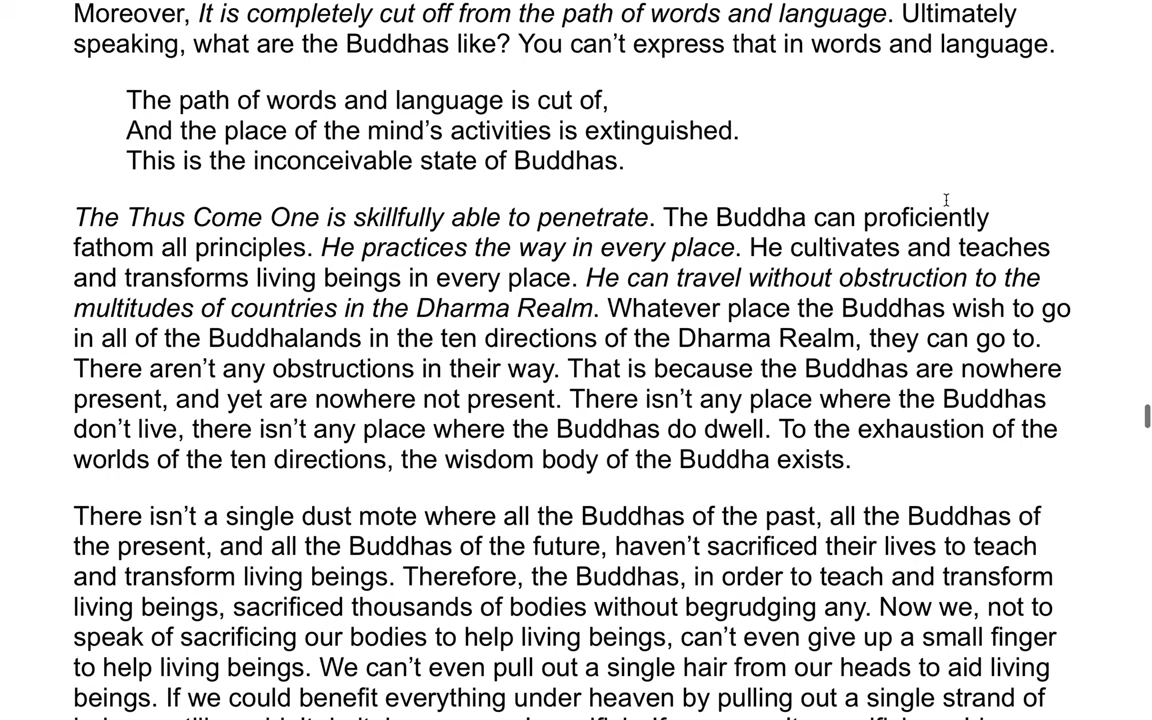 Moreover, It is completely cut off from the path of words and language. Ultimately
speaking, what are the Buddhas like? You can’t express that in words and language.
The path of words and language is cut of,
And the place of the mind’s activities is extinguished.
This is the inconceivable state of Buddhas.
The Thus Come One is skillfully able to penetrate. The Buddha can proficiently
fathom all principles. He practices the way in every place. He cultivates and teaches
and transforms living beings in every place. He can travel without obstruction to the
multitudes of countries in the Dharma Realm. Whatever place the Buddhas wish to go
in all of the Buddhalands in the ten directions of the Dharma Realm, they can go to.
There aren’t any obstructions in their way. That is because the Buddhas are nowhere
present, and yet are nowhere not present. There isn’t any place where the Buddhas
don’t live, there isn’t any place where the Buddhas do dwell. To the exhaustion of the
worlds of the ten directions, the wisdom body of the Buddha exists.
There isn’t a single dust mote where all the Buddhas of the past, all the Buddhas of
the present, and all the Buddhas of the future, haven’t sacrificed their lives to teach
and transform living beings. Therefore, the Buddhas, in order to teach and transform
living beings, sacrificed thousands of bodies without begrudging any. Now we, not to
speak of sacrificing our bodies to help living beings, can’t even give up a small finger
to help living beings. We can’t even pull out a single hair from our heads to aid living
beings. If we could benefit everything under heaven by pulling out a single strand of